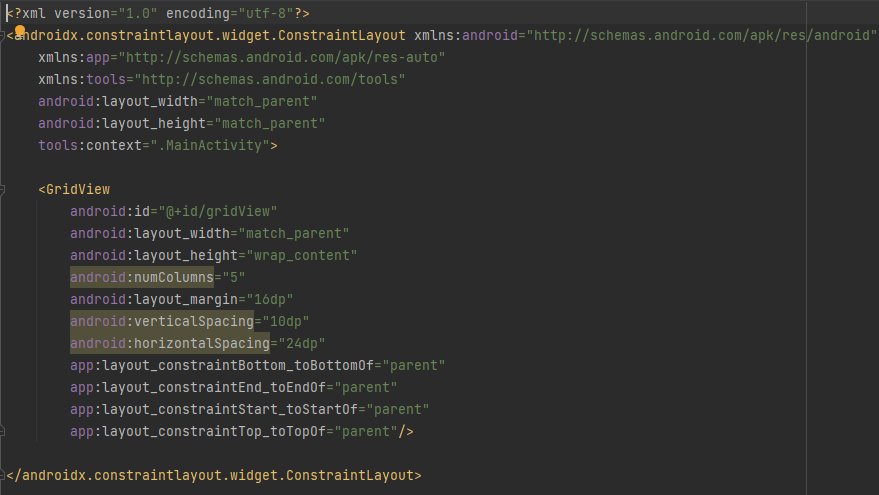 <?xml version="1.0" encoding="utf-8"?>
<androidx.constraintlayout.widget.ConstraintLayout xmlns:android="http://schemas.android.com/apk/res/android"
    xmlns:app="http://schemas.android.com/apk/res-auto"
    xmlns:tools="http://schemas.android.com/tools"
    android:layout_width="match_parent"
    android:layout_height="match_parent"
    tools:context=".MainActivity">

    <GridView
        android:id="@+id/gridView"
        android:layout_width="match_parent"
        android:layout_height="wrap_content"
        android:numColumns="5"
        android:layout_margin="16dp"
        android:verticalSpacing="10dp"
        android:horizontalSpacing="24dp"
        app:layout_constraintBottom_toBottomOf="parent"
        app:layout_constraintEnd_toEndOf="parent"
        app:layout_constraintStart_toStartOf="parent"
        app:layout_constraintTop_toTopOf="parent"/>

</androidx.constraintlayout.widget.ConstraintLayout>